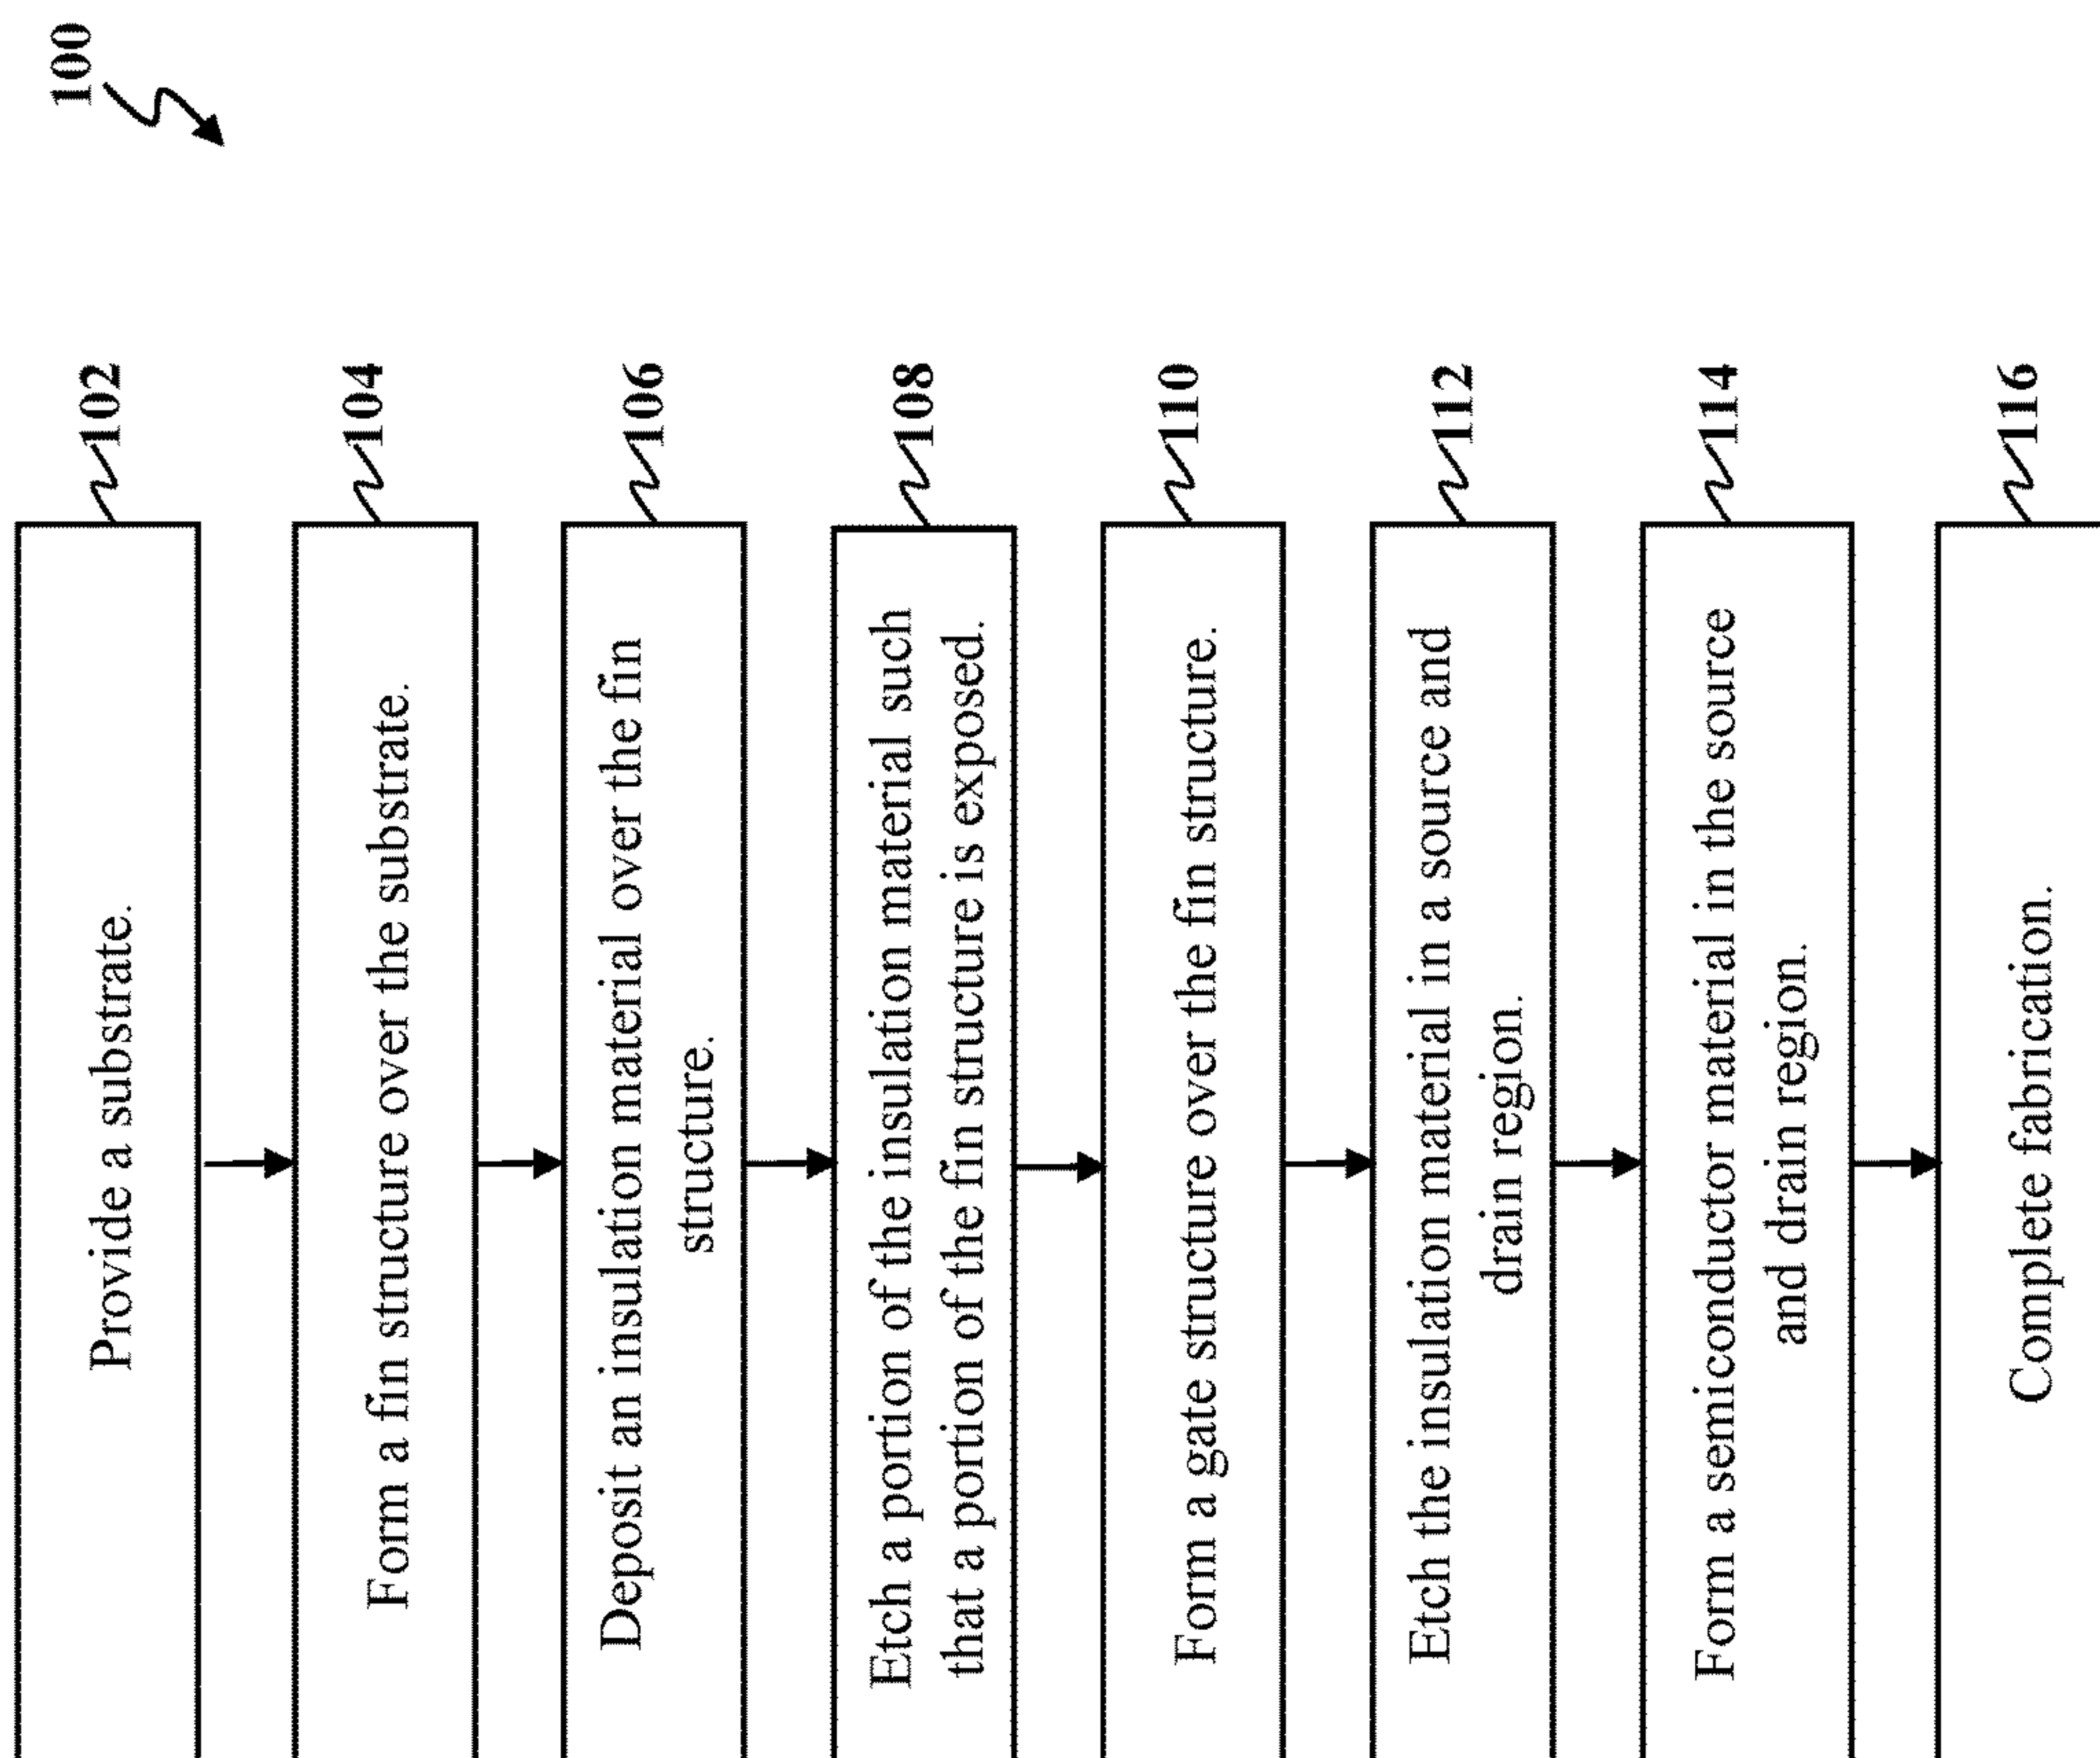 100
Provide a substrate.
102
Form a fin structure over the substrate.
104
Deposit an insulation material over the fin
structure.
106
Etch a portion of the insulation material such
that a portion of the fin structure is exposed.
108
Form a gate structure over the fin structure.
110
Etch the insulation material in a source and
drain region.
112
Form a semiconductor material in the source
and drain region.
114
Complete fabrication.
116